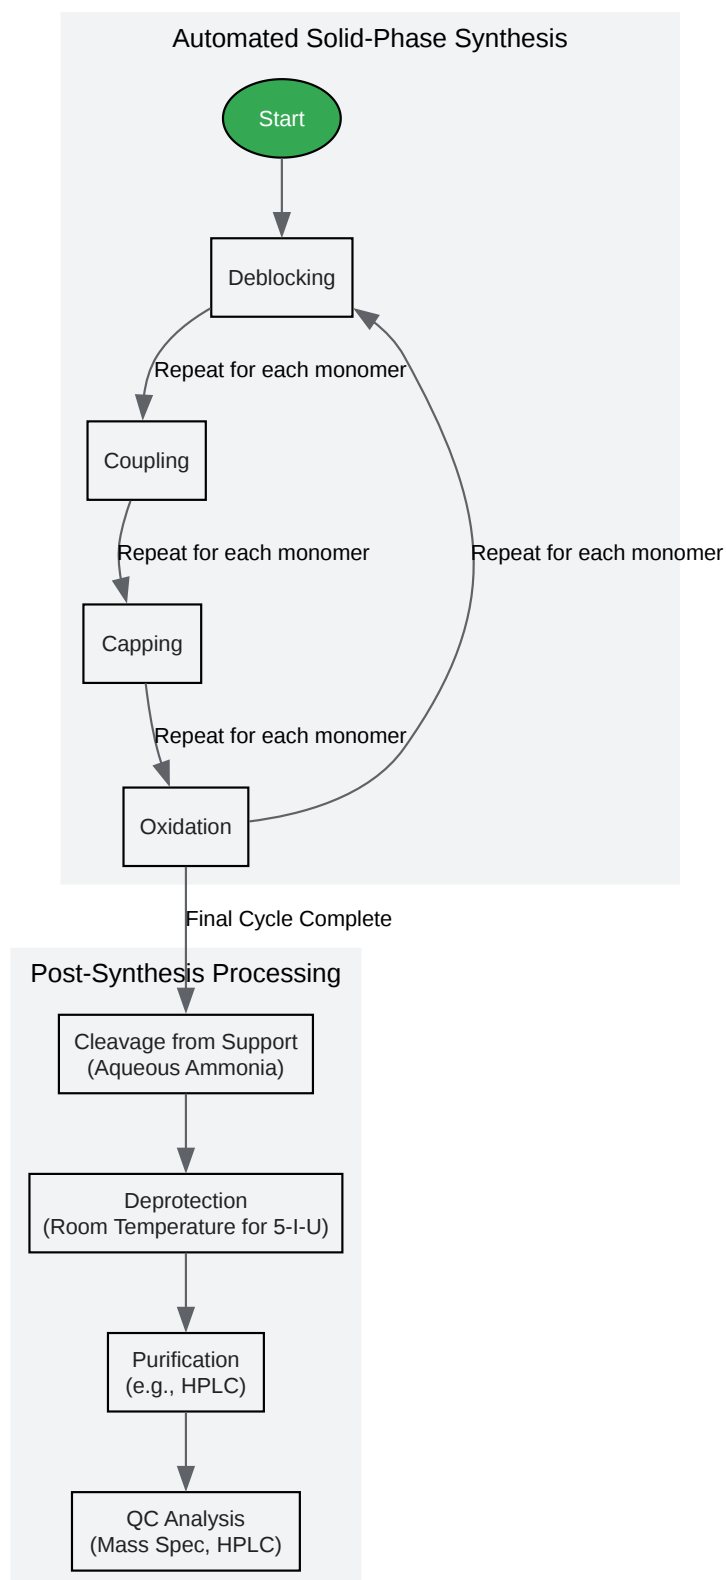 Automated Solid-Phase Synthesis
Start
Deblocking
Repeat for each monomer
Coupling
Repeat for each monomer
Repeat for each monomer
Capping
Repeat for each monomer
Oxidation
Final Cycle Complete
Post-Synthesis Processing
Cleavage from Support
(Aqueous Ammonia)
Deprotection
(Room Temperature for 5-I-U)
Purification
(e.g., HPLC)
QC Analysis
(Mass Spec, HPLC)